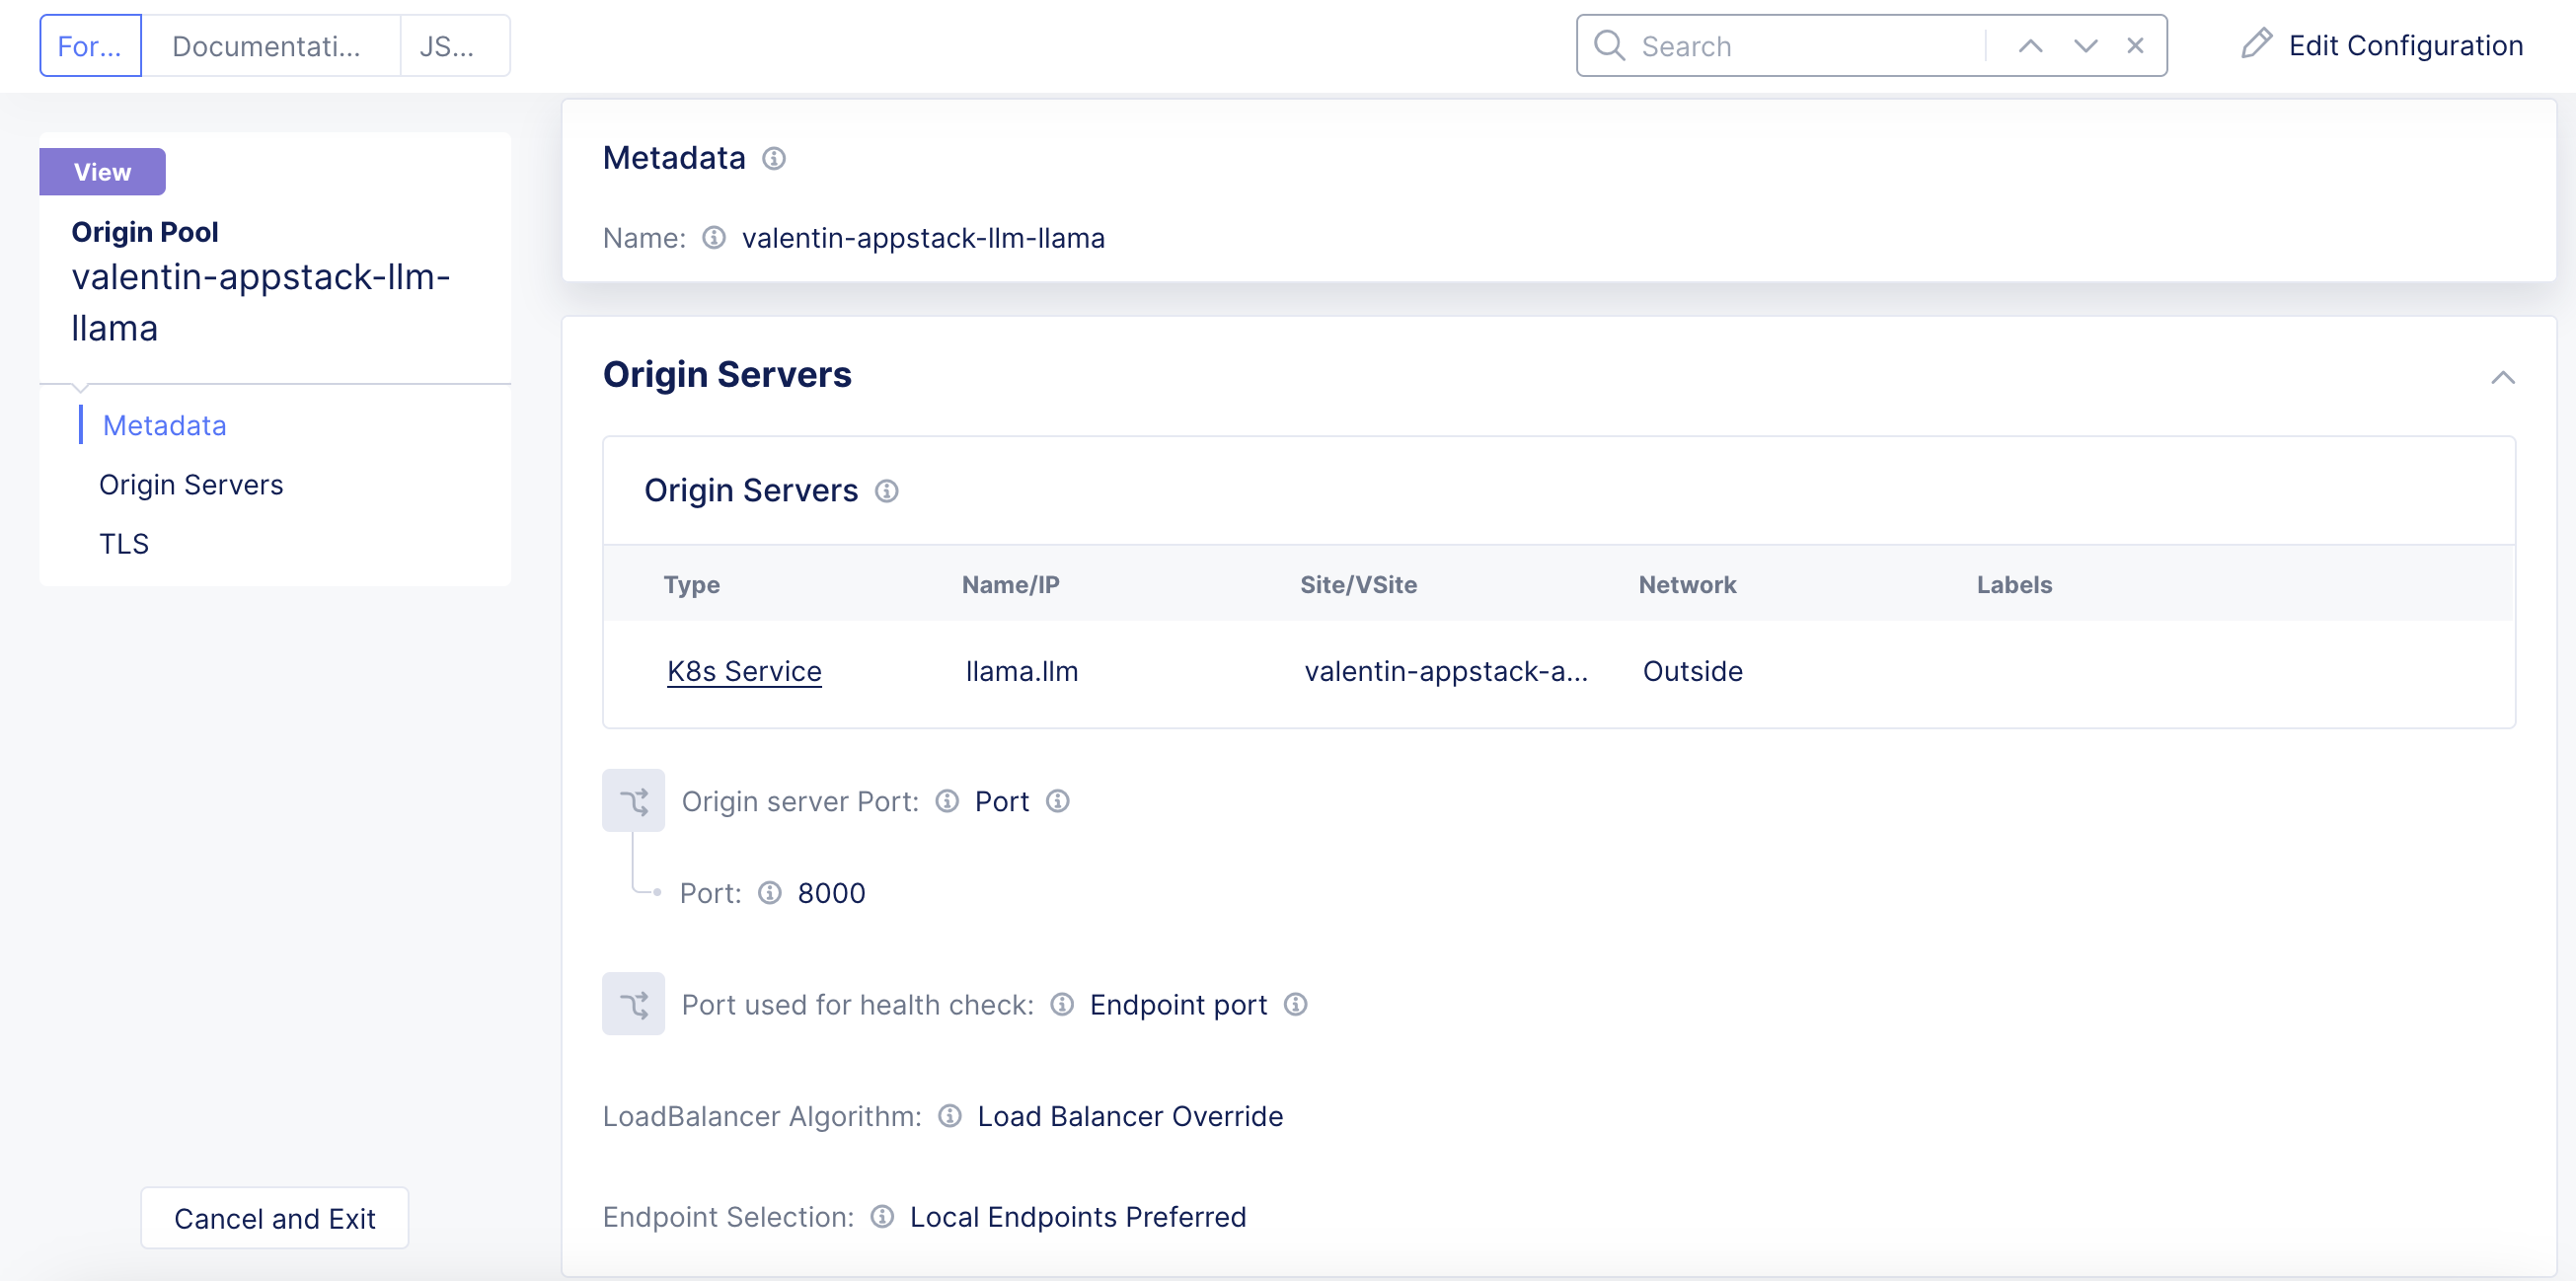 For...
Documentati...
JS...
Search
Edit Configuration
View
Origin Pool
valentin-appstack-llm-
llama
Metadata
Origin Servers
TLS
Cancel and Exit
Metadata
Name: valentin-appstack-llm-llama
Origin Servers
Origin Servers
Type Name/IP Site/VSite Network Labels
K8s Service llama.llm valentin-appstack-a... Outside
Origin server Port: Port
Port: 8000
Port used for health check: Endpoint port
LoadBalancer Algorithm: Load Balancer Override
Endpoint Selection: Local Endpoints Preferred